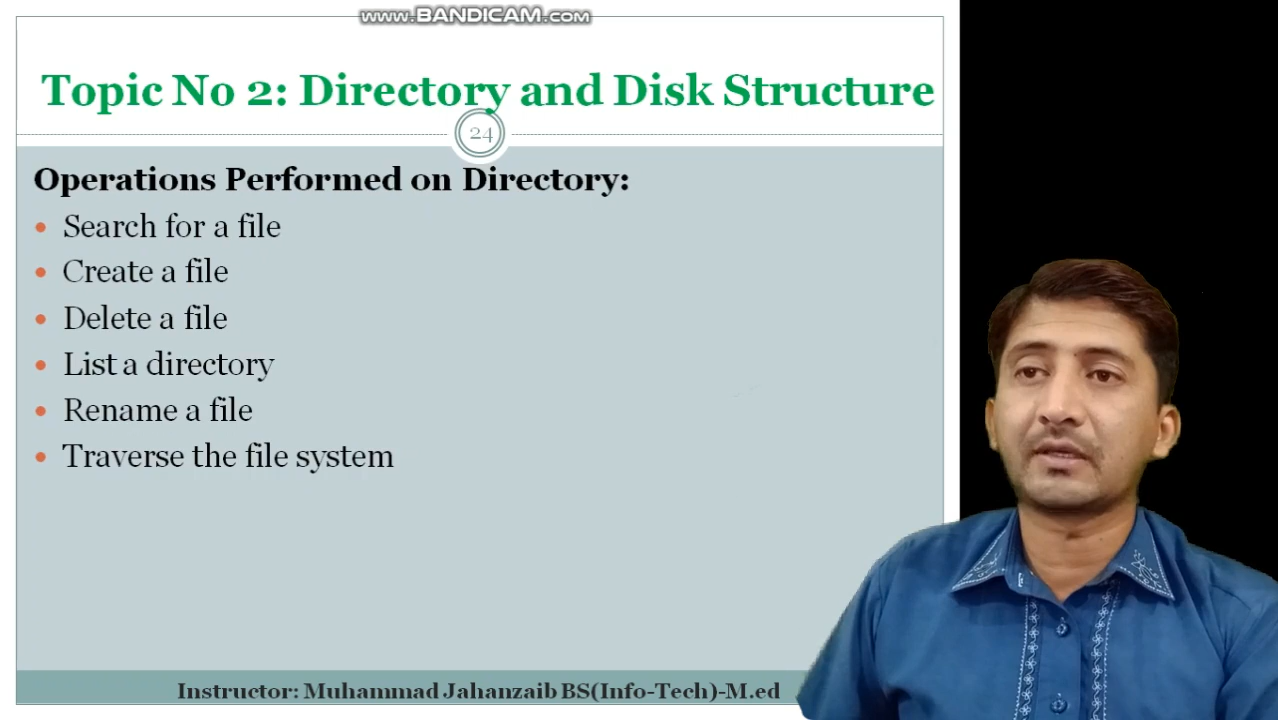 www.BANDICAM.com
Topic No 2: Directory and Disk Structure
24
Operations Performed on Directory:
• Search for a file
• Create a file
• Delete a file
• List a directory
• Rename a file
• Traverse the file system
Instructor: Muhammad Jahanzaib BS(Info-Tech)-M.ed